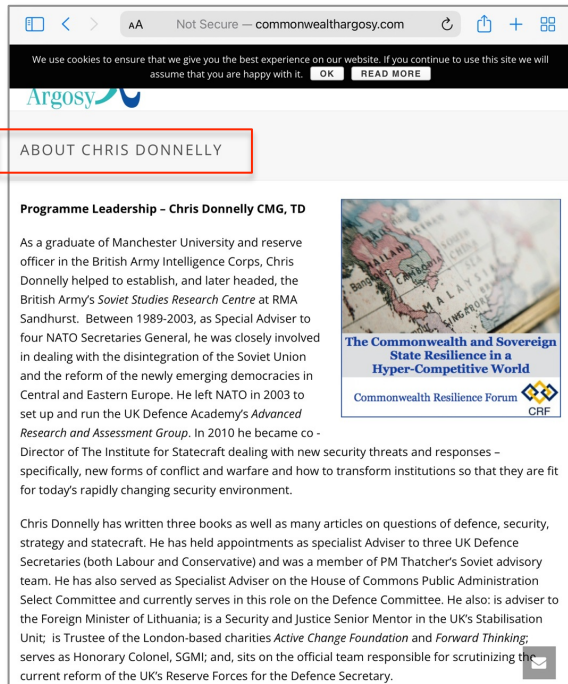 AA
Not Secure — commonwealthargosy.com
We use cookies to ensure that we give you the best experience on our website. If you continue to use this site we will
assume that you are happy with it. OK READ MORE
Argosy
ABOUT CHRIS DONNELLY
Programme Leadership – Chris Donnelly CMG, TD
As a graduate of Manchester University and reserve
officer in the British Army Intelligence Corps, Chris
Donnelly helped to establish, and later headed, the
British Army's Soviet Studies Research Centre at RMA
Sandhurst. Between 1989-2003, as Special Adviser to
four NATO Secretaries General, he was closely involved
in dealing with the disintegration of the Soviet Union
and the reform of the newly emerging democracies in
Central and Eastern Europe. He left NATO in 2003 to
set up and run the UK Defence Academy's Advanced
Research and Assessment Group. In 2010 he became co -
Director of The Institute for Statecraft dealing with new security threats and responses –
specifically, new forms of conflict and warfare and how to transform institutions so that they are fit
for today's rapidly changing security environment.
THAILAND
CAMBODIA
Bang
MALAYSIA
The Commonwealth and Sovereign
State Resilience in a
Hyper-Competitive World
Commonwealth Resilience Forum
CRF
Chris Donnelly has written three books as well as many articles on questions of defence, security,
strategy and statecraft. He has held appointments as specialist Adviser to three UK Defence
Secretaries (both Labour and Conservative) and was a member of PM Thatcher's Soviet advisory
team. He has also served as Specialist Adviser on the House of Commons Public Administration
Select Committee and currently serves in this role on the Defence Committee. He also: is adviser to
the Foreign Minister of Lithuania; is a Security and Justice Senior Mentor in the UK's Stabilisation
Unit; is Trustee of the London-based charities Active Change Foundation and Forward Thinking;
serves as Honorary Colonel, SGMI; and, sits on the official team responsible for scrutinizing the
current reform of the UK's Reserve Forces for the Defence Secretary.